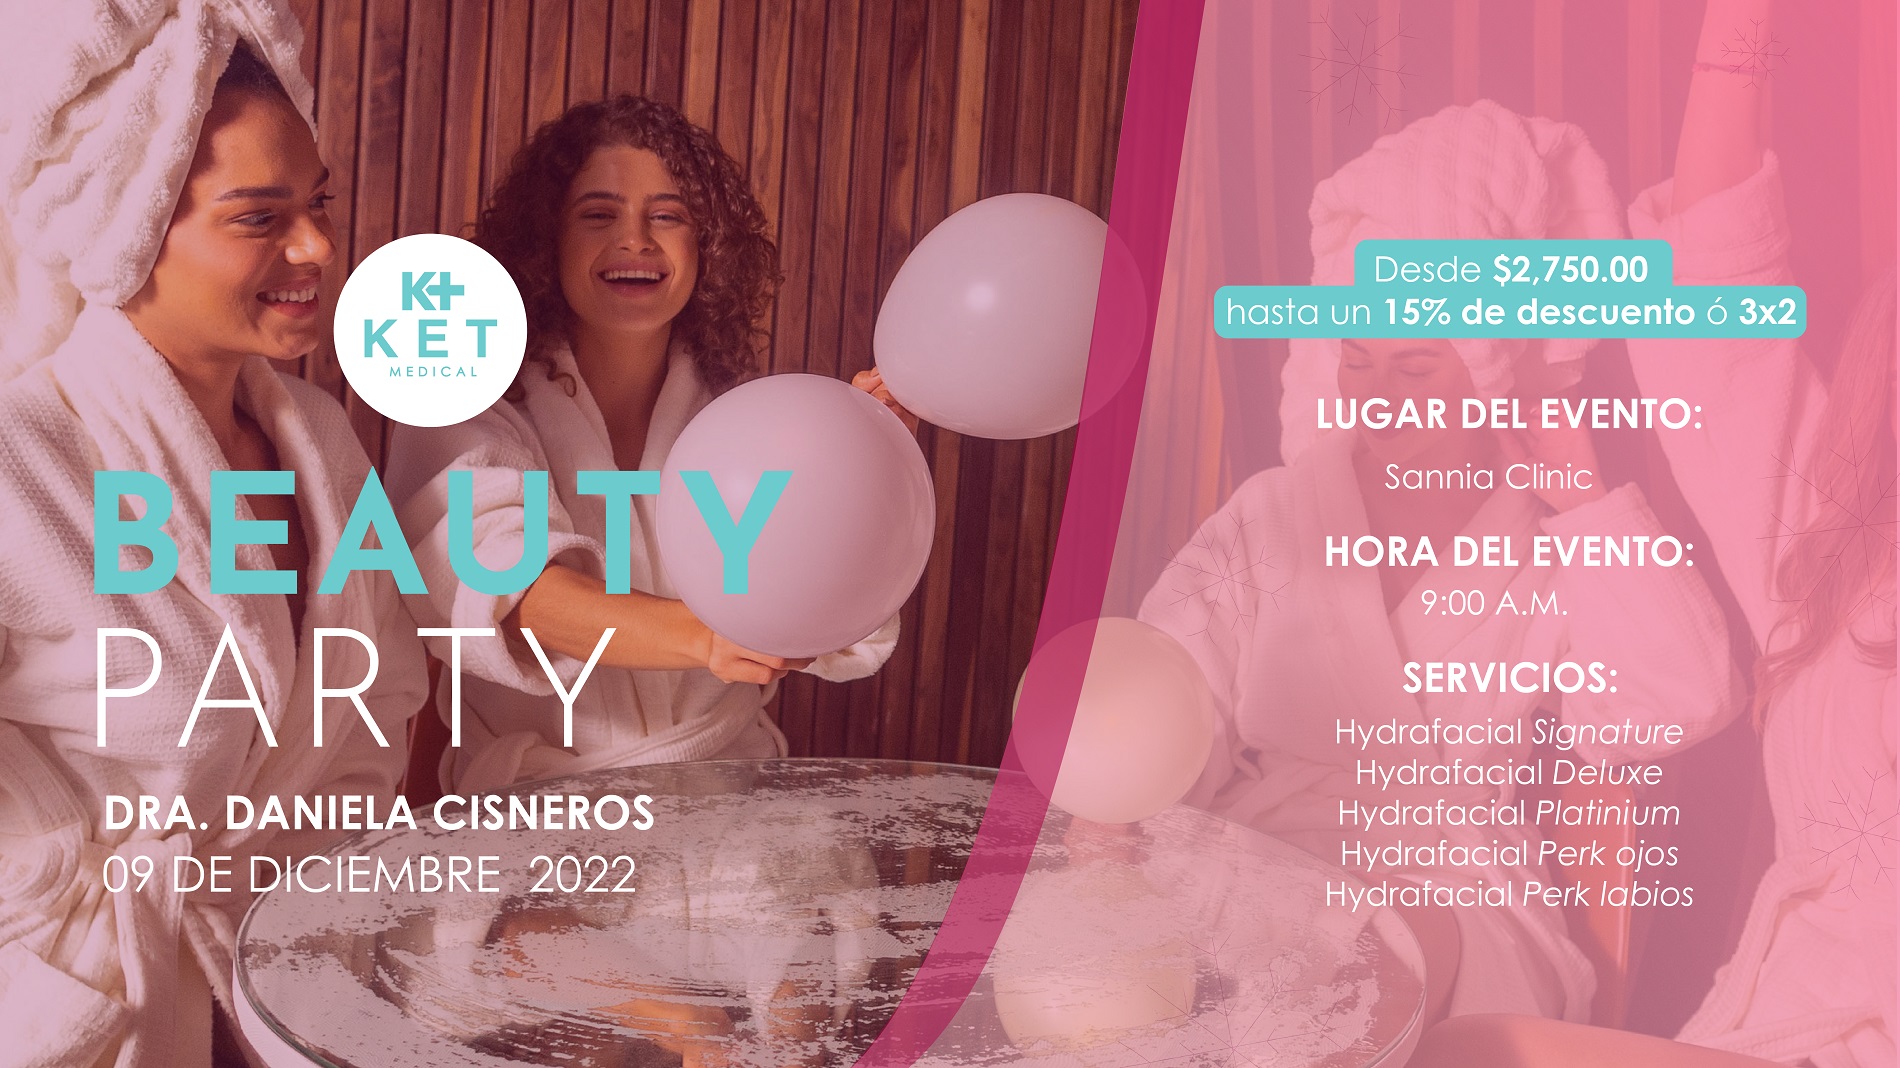 K+
KET
MEDICAL
BEAUTY
PARTY
DRA. DANIELA CISNEROS
09 DE DICIEMBRE 2022
Desde $2,750.00
hasta un 15% de descuento ó 3x2
LUGAR DEL EVENTO:
Sannia Clinic
HORA DEL EVENTO:
9:00 A.M.
SERVICIOS:
Hydrafacial Signature
Hydrafacial Deluxe
Hydrafacial Platinium
Hydrafacial Perk ojos
Hydrafacial Perk labios